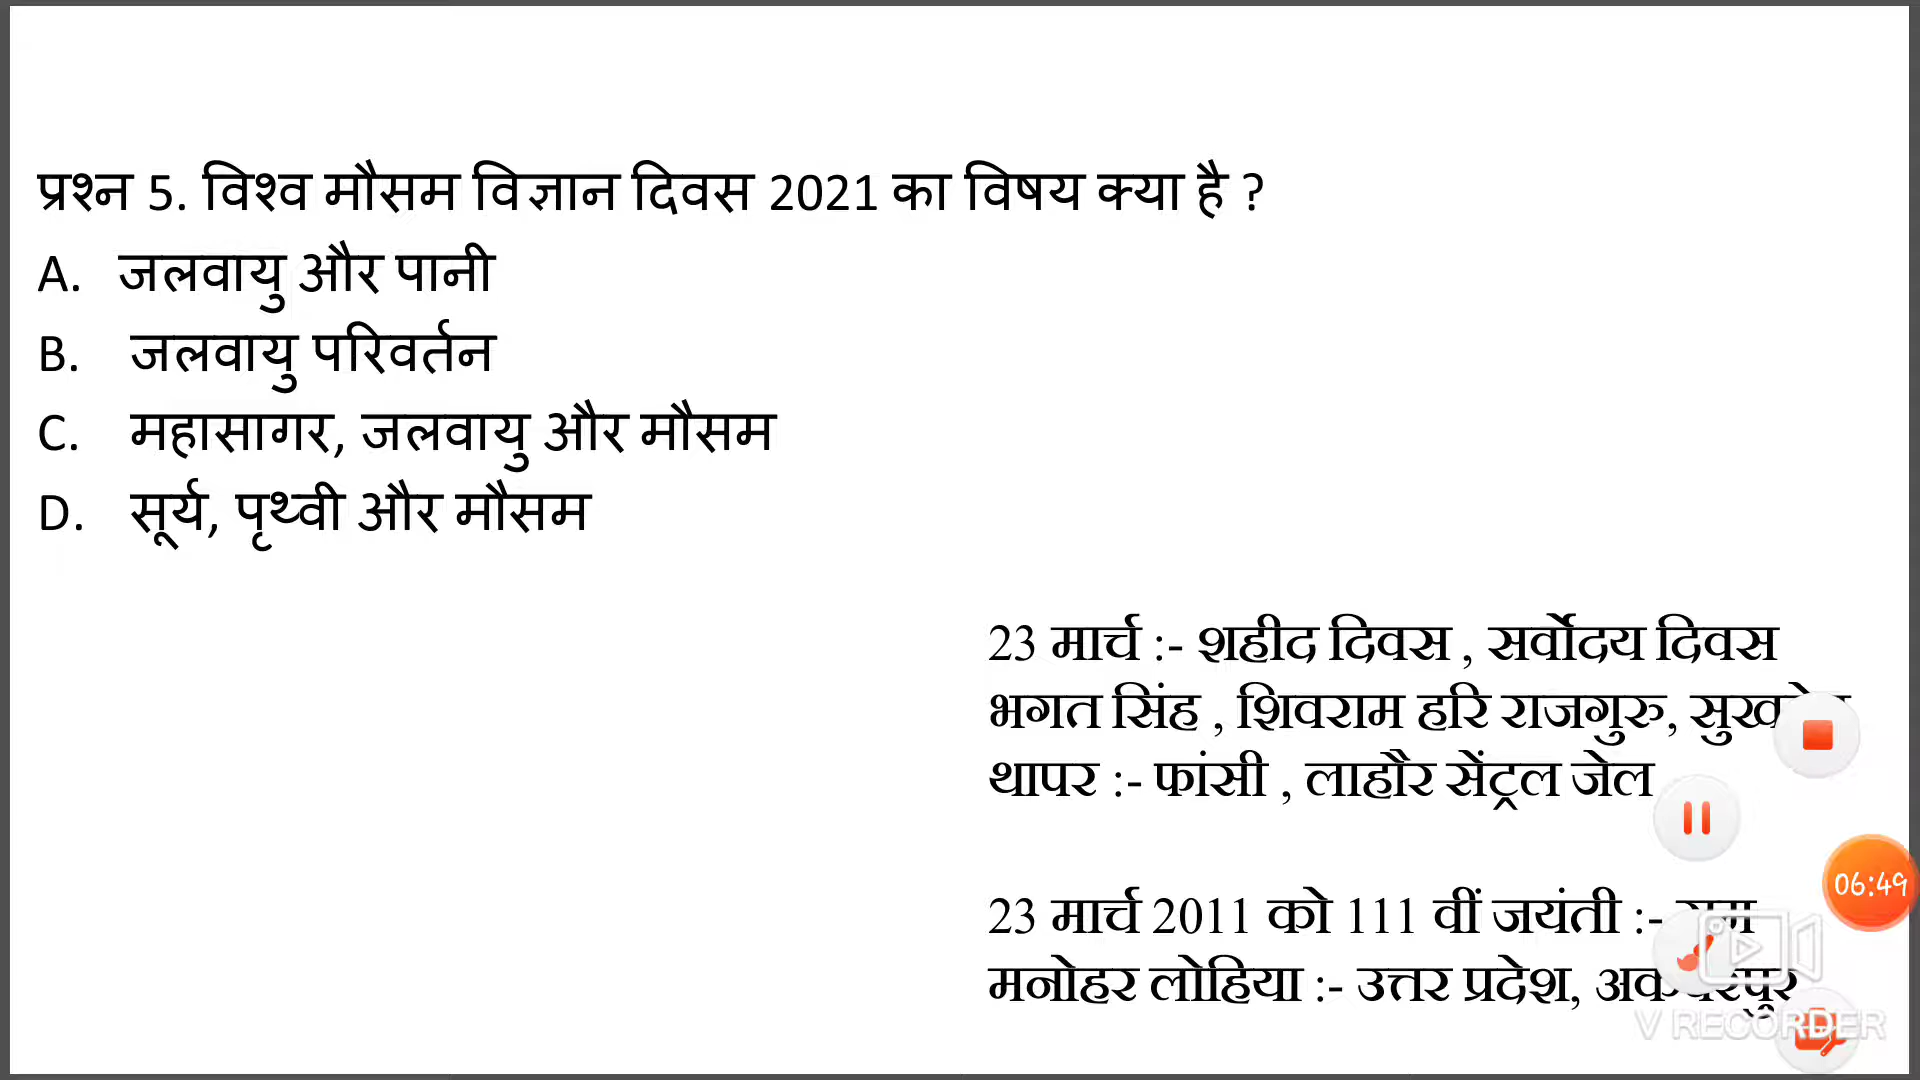 प्रश्न 5. विश्व मौसम विज्ञान दिवस 2021 का विषय क्या है ?
A. जलवायु और पानी
B. जलवायु परिवर्तन
C. महासागर, जलवायु और मौसम
D. सूर्य, पृथ्वी और मौसम
23 मार्च :- शहीद दिवस , सर्वोदय दिवस
भगत सिंह , शिवराम हरि राजगुरु,
थापर :- फांसी , लाहौर सेंट्रल जेल
06:49
23 मार्च 2011 को 111 वीं जयंती :-
मनोहर लोहिया :- उत्तर प्रदेश,
V RECORDER